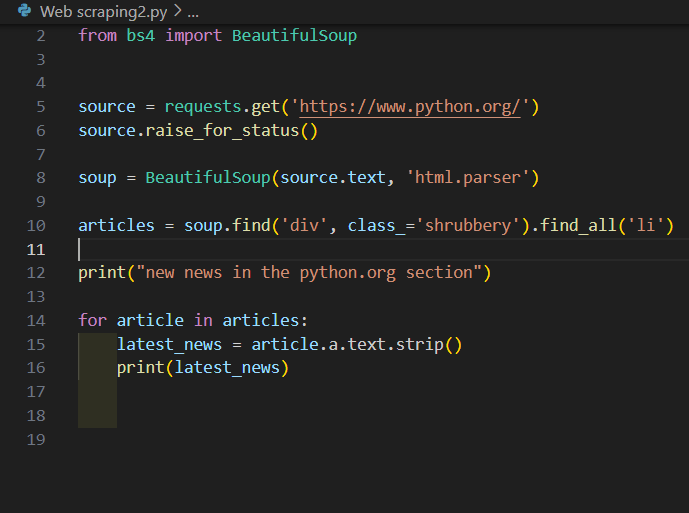 Web scraping2.py > ...
2 from bs4 import BeautifulSoup
3
4
5 source = requests.get('https://www.python.org/')
6 source.raise_for_status()
7
8 soup = BeautifulSoup(source.text, 'html.parser')
9
10 articles = soup.find('div', class_='shrubbery').find_all('li')
11
12 print("new news in the python.org section")
13
14 for article in articles:
15     latest_news = article.a.text.strip()
16     print(latest_news)
17
18
19